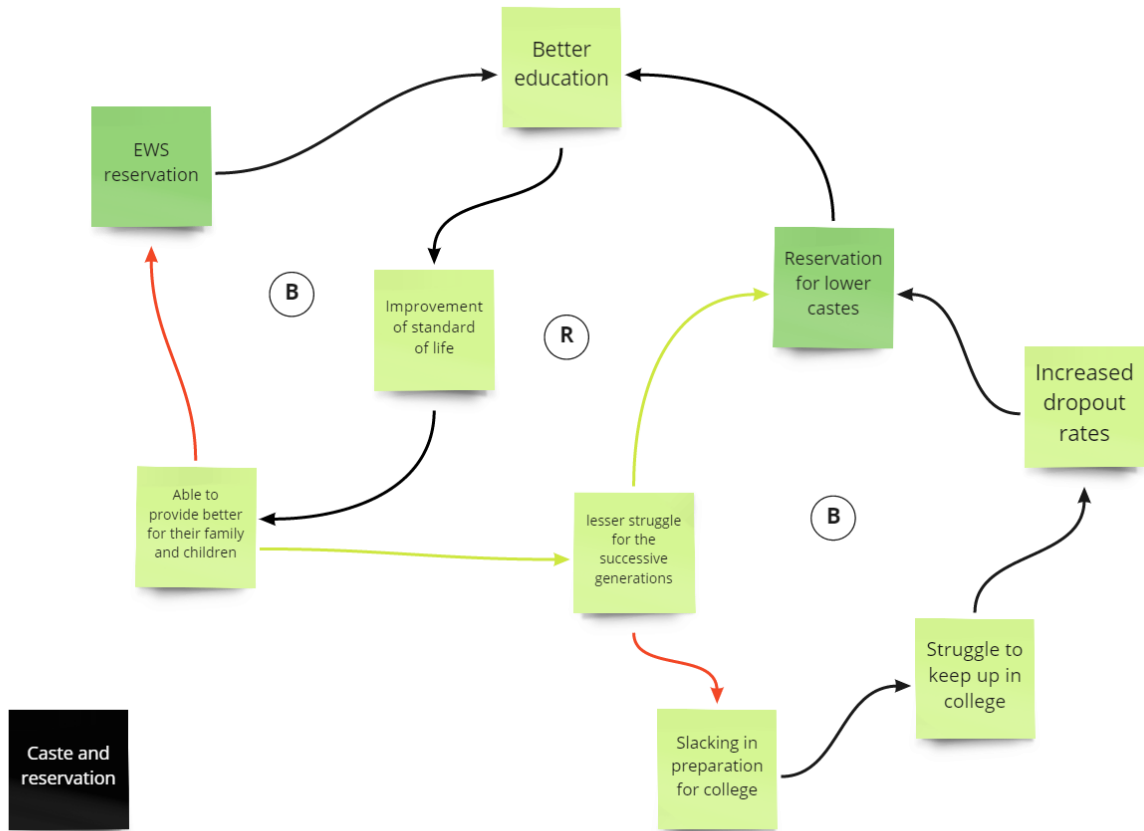 Better
education
EWS
reservation
B
Improvement
of standard
of life
R
Reservation
for lower
castes
Increased
dropout
rates
Able to
provide better
for their family
and children
lesser struggle
for the
successive
generations
B
Struggle to
keep up in
college
Slacking in
preparation
for college
Caste and
reservation